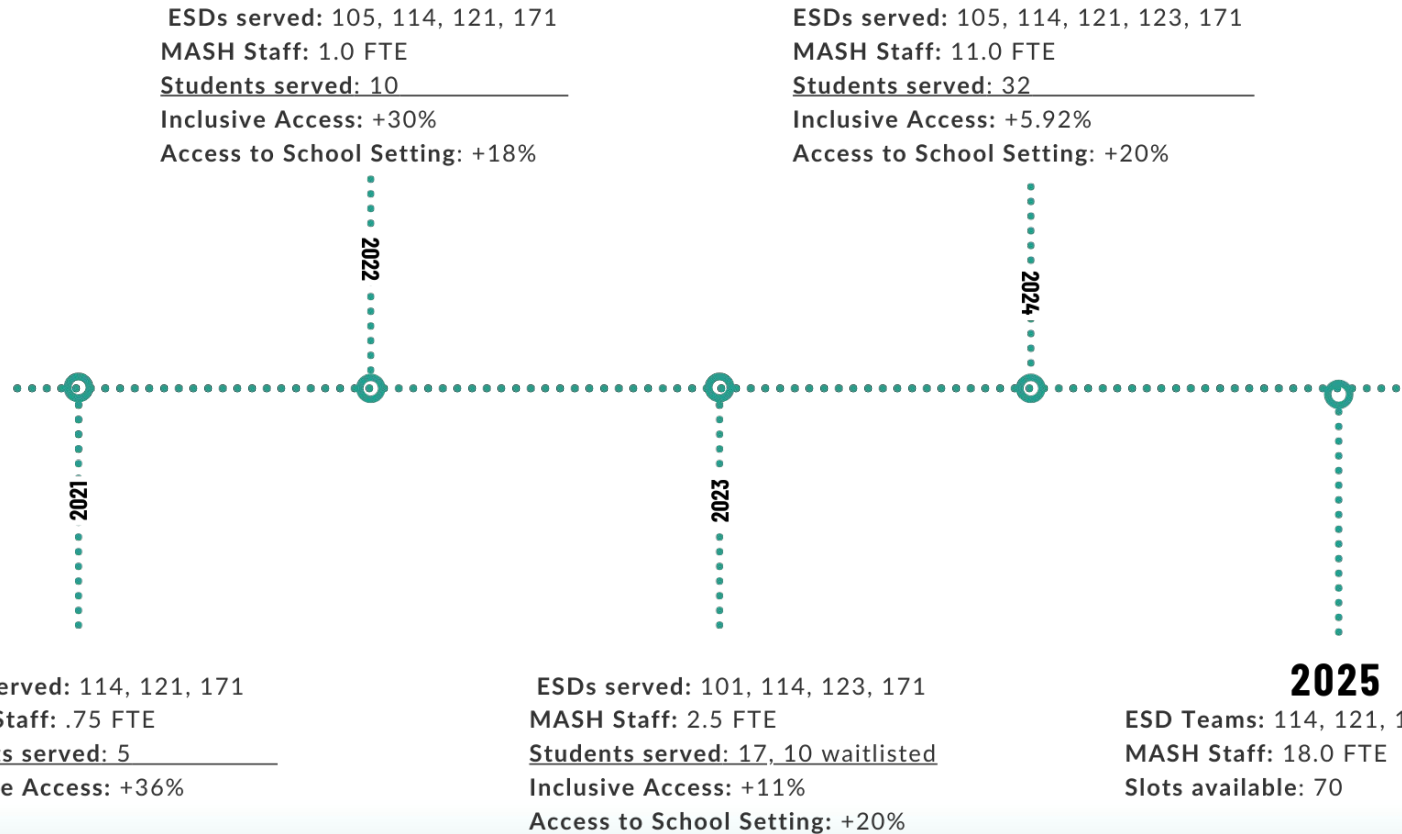 ESDs served: 105, 114, 121, 171
MASH Staff: 1.0 FTE
Students served: 10
Inclusive Access: +30%
Access to School Setting: +18%
ESDs served: 105, 114, 121, 123, 171
MASH Staff: 11.0 FTE
Students served: 32
Inclusive Access: +5.92%
Access to School Setting: +20%
2022
2024
2021
2023
erved: 114, 121, 171
Staff: .75 FTE
ts served: 5
e Access: +36%
ESDs served: 101, 114, 123, 171
MASH Staff: 2.5 FTE
Students served: 17, 10 waitlisted
Inclusive Access: +11%
Access to School Setting: +20%
2025
ESD Teams: 114, 121, 1
MASH Staff: 18.0 FTE
Slots available: 70